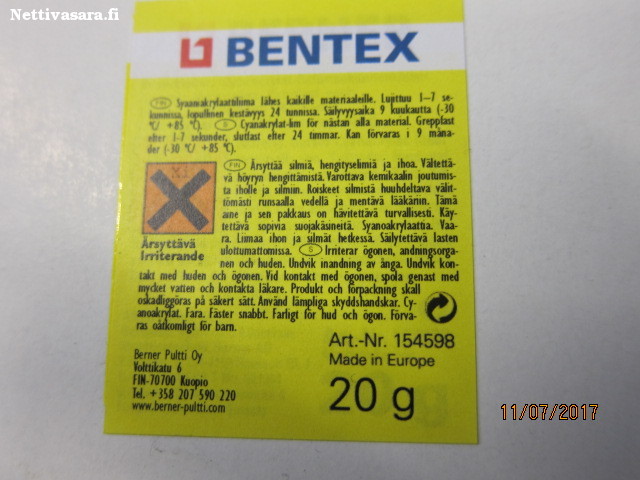 Nettivasara.fi
BENTEX
FIN Syaaniakrylaattiliima lähes kaikille materiaaleille. Lujittuu 1–7 se-
kunnissa, lopullinen kestävyys 24 tunnissa. Säilyvyysaika 9 kuukautta (-30
°C/ +85 °C). S Cyanakrylat-lim för nästan alla material. Grepplast
efter 1-7 sekunder, slutfast efter 24 timmar. Kan förvaras i 9 måna-
der (-30 °C/ +85 °C).
FIN Ärsyttää silmiä, hengityselimiä ja ihoa. Vältettä-
vä höyryn hengittämistä. Varottava kemikaalin joutumis-
ta iholle ja silmiin. Roiskeet silmistä huuhdeltava välit-
tömästi runsaalla vedellä ja mentävä lääkäriin. Tämä
aine ja sen pakkaus on hävitettävä turvallisesti. Käy-
tettävä sopivia suojakäsineitä. Syanoakrylaattia. Vaa-
ra. Liimaa ihon ja silmät hetkessä. Säilytettävä lasten
ulottumattomissa. S Irriterar ögonen, andningsorga-
nen och huden. Undvik inandning av ånga. Undvik kon-
takt med huden och ögonen. Vid kontakt med ögonen, spola genast med
mycket vatten och kontakta läkare. Produkt och förpackning skall
oskadliggöras på säkert sätt. Använd lämpliga skyddshandskar. Cy-
anoakrylat. Fara. Fäster snabbt. Farligt för hud och ögon. Förva-
ras oåtkomligt för barn.
Xi
Ärsyttävä
Irriterande
Berner Pultti Oy
Volttikatu 6
FIN-70700 Kuopio
Tel. +358 207 590 220
www.berner-pultti.com
Art.-Nr. 154598
Made in Europe
20 g
11/07/2017